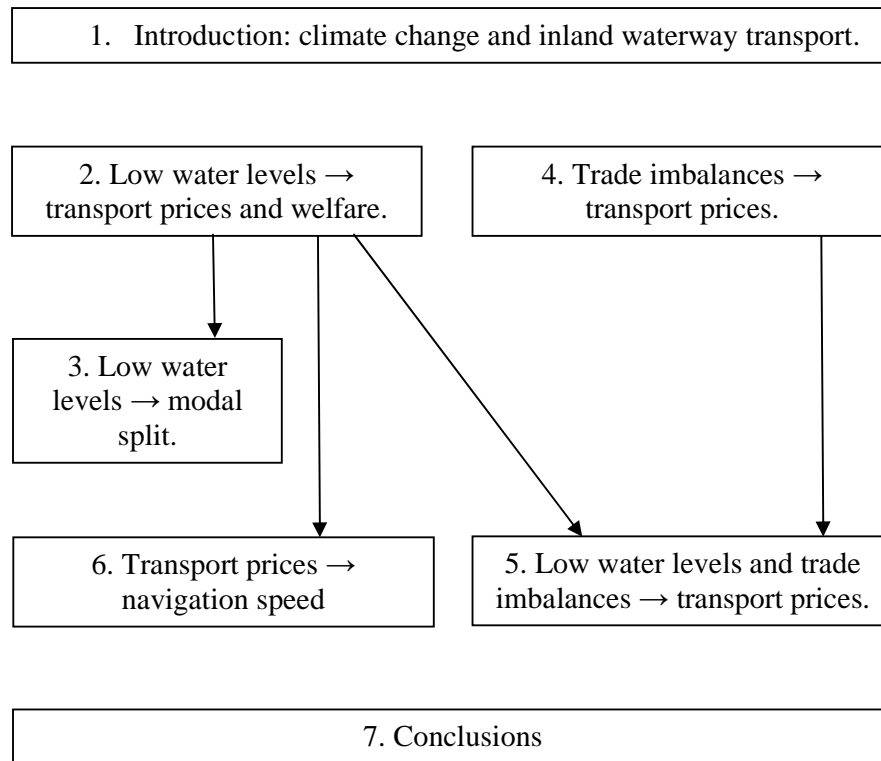 1. Introduction: climate change and inland waterway transport.
2. Low water levels →
transport prices and welfare.
4. Trade imbalances →
transport prices.
3. Low water
levels → modal
split.
6. Transport prices →
navigation speed
5. Low water levels and trade
imbalances → transport prices.
7. Conclusions